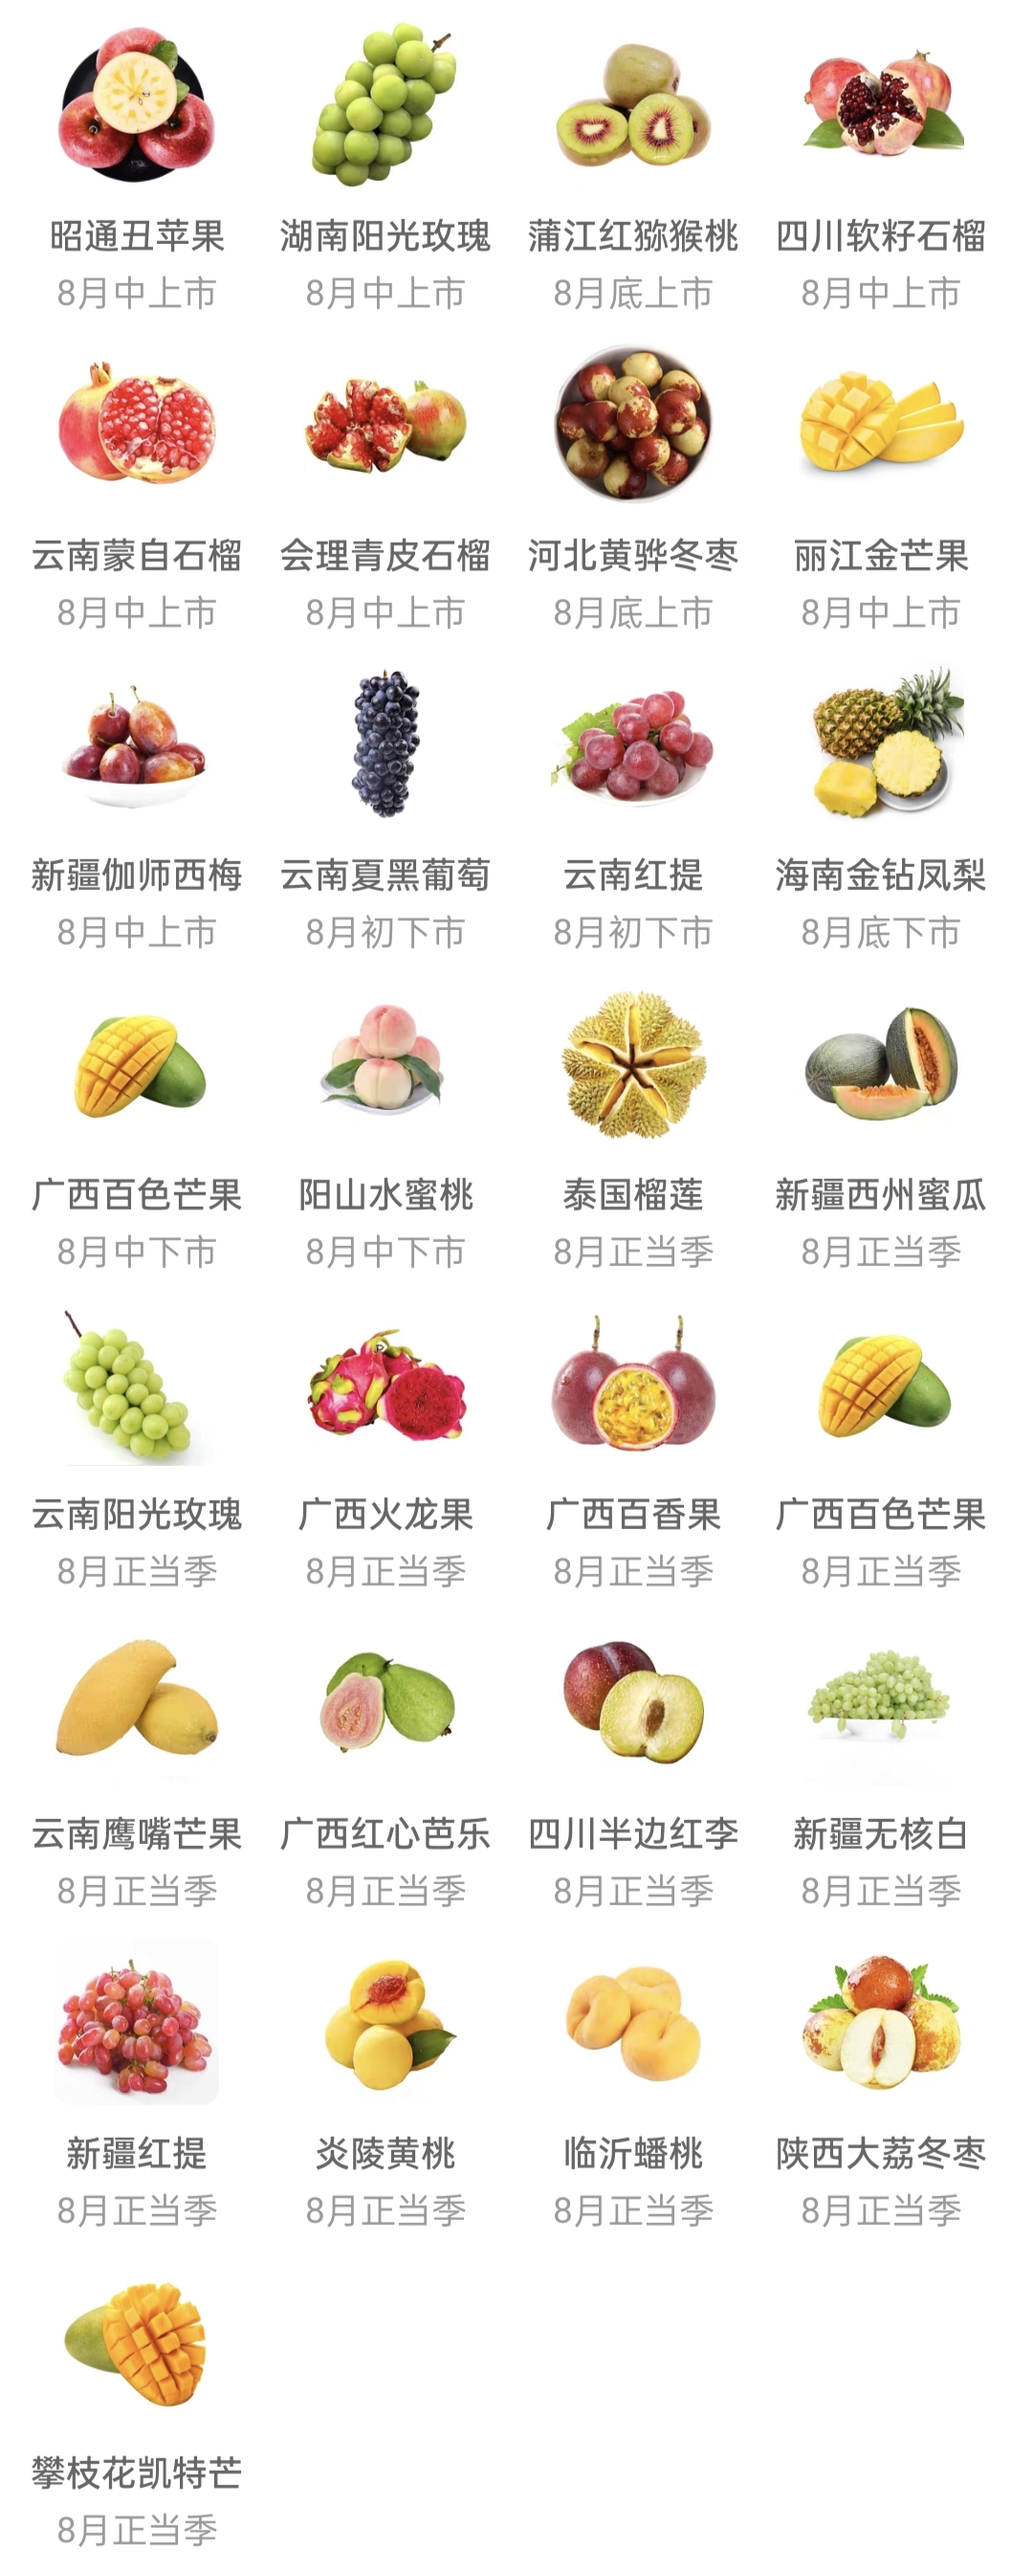 昭通丑苹果
湖南阳光玫瑰
蒲江红猕猴桃
四川软籽石榴
8月中上市
8月中上市
8月底上市
8月中上市
云南蒙自石榴
会理青皮石榴
河北黄骅冬枣
丽江金芒果
8月中上市
8月中上市
8月底上市
8月中上市
新疆伽师西梅
云南夏黑葡萄
云南红提
海南金钻凤梨
8月中上市
8月初下市
8月初下市
8月底下市
广西百色芒果
阳山水蜜桃
泰国榴莲
新疆西州蜜瓜
8月中下市
8月中下市
8月正当季
8月正当季
云南阳光玫瑰
广西火龙果
广西百香果
广西百色芒果
8月正当季
8月正当季
8月正当季
8月正当季
云南鹰嘴芒果
广西红心芭乐
四川半边红李
新疆无核白
8月正当季
8月正当季
8月正当季
8月正当季
新疆红提
炎陵黄桃
临沂蟠桃
陕西大荔冬枣
8月正当季
8月正当季
8月正当季
8月正当季
攀枝花凯特芒
8月正当季